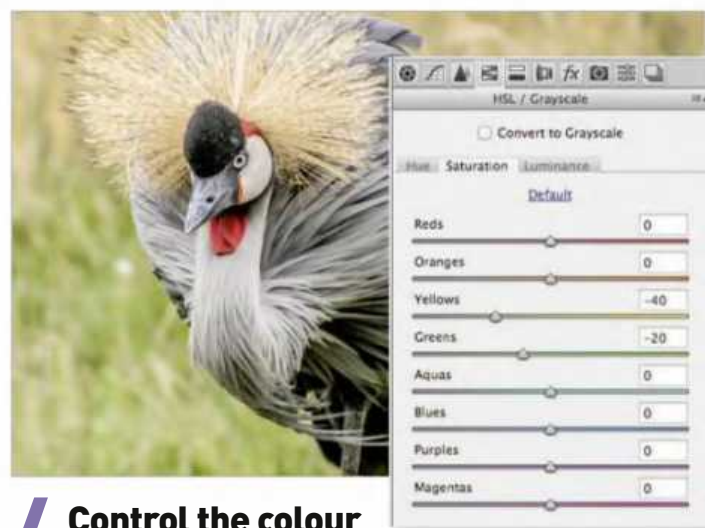 fx
HSL / Grayscale
Convert to Grayscale
Hue Saturation Luminance
Default
Reds 0
Oranges 0
Yellows -40
Greens -20
Aquas 0
Blues 0
Purples 0
Magentas 0
Control the colour